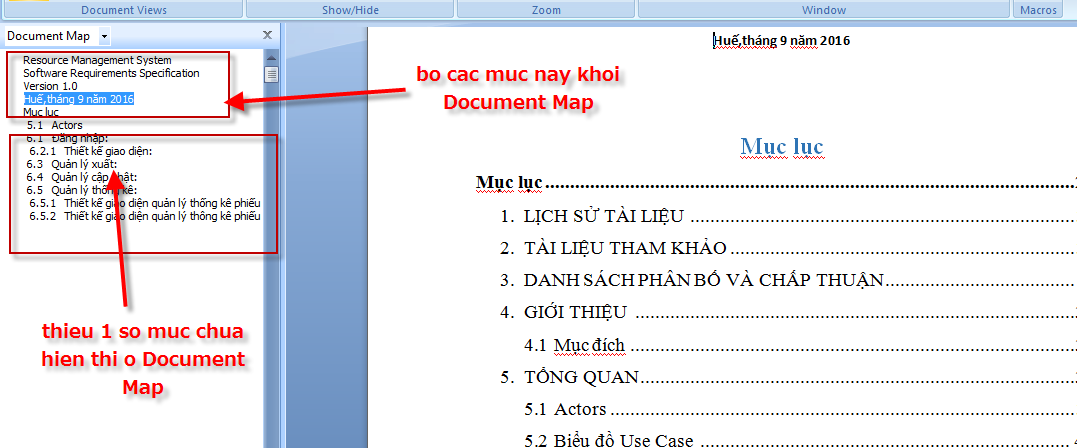 Document Views Show/Hide Zoom Window Macros
Document Map
Resource Management System
Software Requirements Specification
Version 1.0
Huế,tháng 9 năm 2016
Mục lục
5.1 Actors
6.1 Đăng nhập:
6.2.1 Thiết kế giao diện:
6.3 Quản lý xuất:
6.4 Quản lý cập nhật:
6.5 Quản lý thống kê:
6.5.1 Thiết kế giao diện quản lý thống kê phiếu
6.5.2 Thiết kế giao diện quản lý thông kê phiếu
bo cac muc nay khoi
Document Map
thieu 1 so muc chua
hien thi o Document
Map
Huế,tháng 9 năm 2016
Mục lục
Mục lục ........................................................................2
1. LỊCH SỬ TÀI LIỆU ........................................................
2. TÀI LIỆU THAM KHẢO ........................................................
3. DANH SÁCH PHÂN BỐ VÀ CHẤP THUẬN ................................
4. GIỚI THIỆU ........................................................
4.1 Mục đích ........................................................
5. TỔNG QUAN ........................................................
5.1 Actors ........................................................
5.2 Biểu đồ Use Case ........................................................ 4